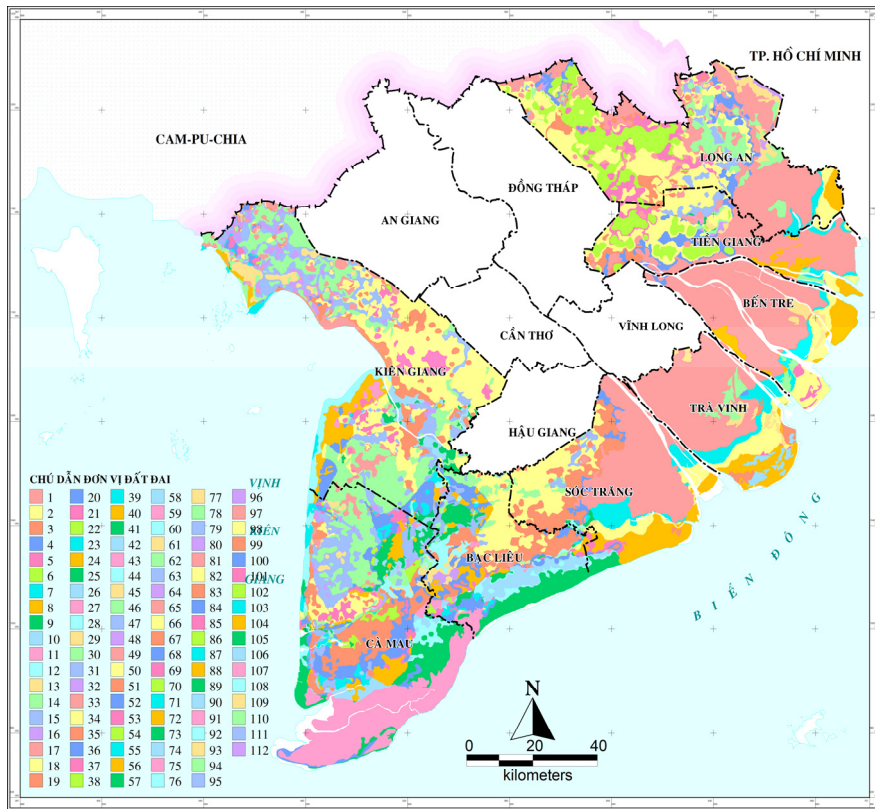 TP. HỒ CHÍ MINH
CAM-PU-CHIA
LONG AN
ĐỒNG THÁP
AN GIANG
TIỀN GIANG
BẾN TRE
CẦN THƠ
VĨNH LONG
KIÊN GIANG
TRÀ VINH
HẬU GIANG
SÓC TRĂNG
BẠC LIÊU
CÀ MAU
BIỂN ĐÔNG
VỊNH
KIÊN
GIANG
CHÚ DẪN ĐƠN VỊ ĐẤT ĐAI
1 20 39 58 77 96
2 21 40 59 78 97
3 22 41 60 79 98
4 23 42 61 80 99
5 24 43 62 81 100
6 25 44 63 82 101
7 26 45 64 83 102
8 27 46 65 84 103
9 28 47 66 85 104
10 29 48 67 86 105
11 30 49 68 87 106
12 31 50 69 88 107
13 32 51 70 89 108
14 33 52 71 90 109
15 34 53 72 91 110
16 35 54 73 92 111
17 36 55 74 93 112
18 37 56 75 94
19 38 57 76 95
N
0 20 40
kilometers